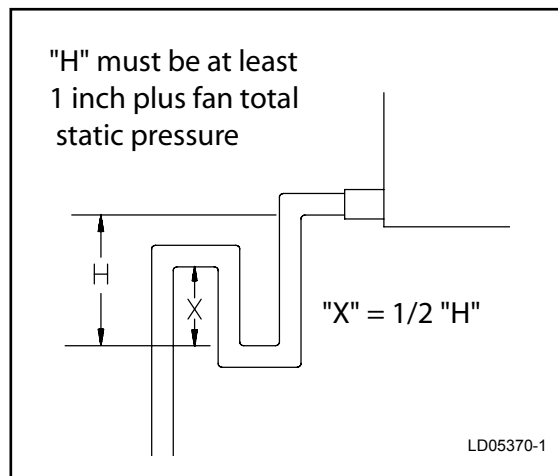 "H" must be at least
1 inch plus fan total
static pressure
H
X
"X" = 1/2 "H"
LD05370-1